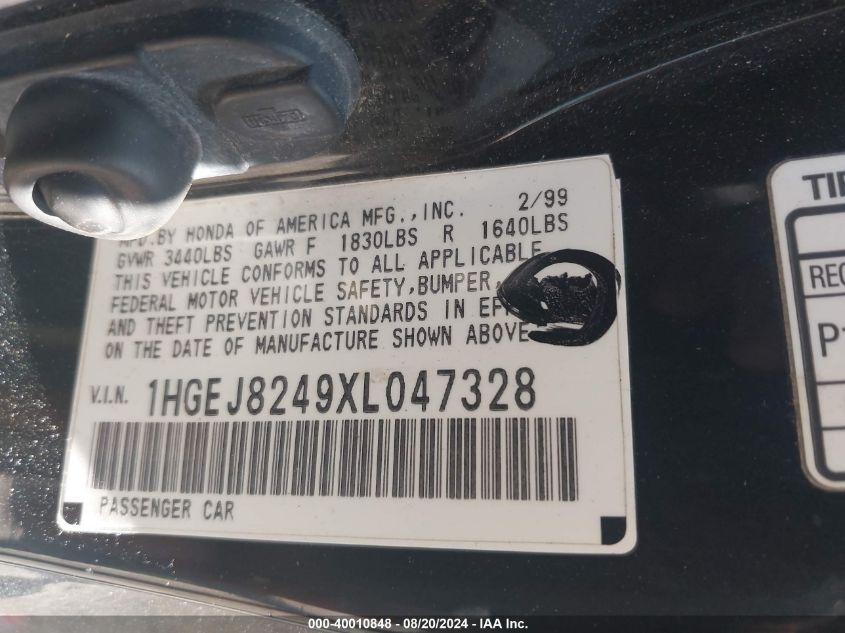 MFD.BY HONDA OF AMERICA MFG.,INC. 2/99
GVWR 3440LBS GAWR F 1830LBS R 1640LBS
THIS VEHICLE CONFORMS TO ALL APPLICABLE
FEDERAL MOTOR VEHICLE SAFETY,BUMPER,
AND THEFT PREVENTION STANDARDS IN EFF
ON THE DATE OF MANUFACTURE SHOWN ABOVE
V.I.N. 1HGEJ8249XL047328
PASSENGER CAR
TIR
REC
P1
000-40010848 - 08/20/2024 - IAA Inc.